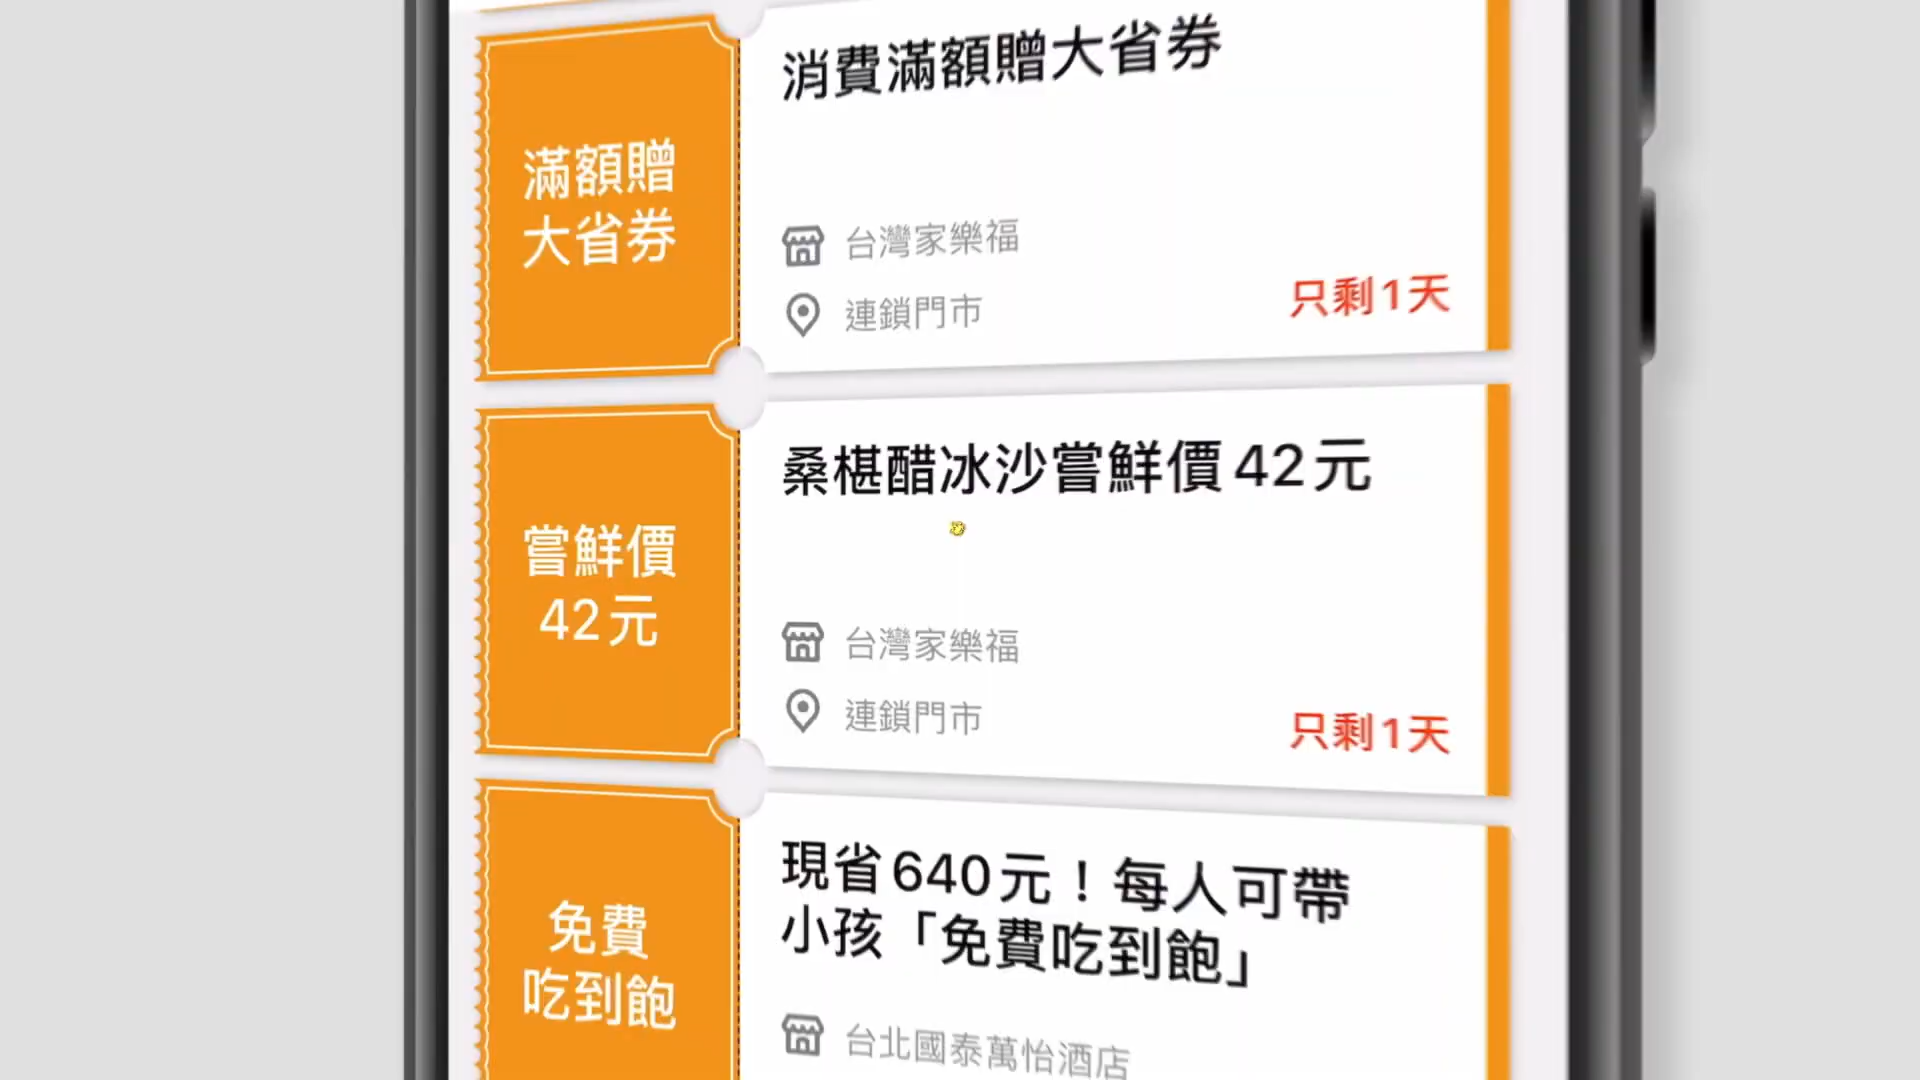 滿額贈
大省券
消費滿額贈大省券
台灣家樂福
連鎖門市
只剩1天
嘗鮮價
42元
桑椹醋冰沙嘗鮮價42元
台灣家樂福
連鎖門市
只剩1天
免費
吃到飽
現省640元！每人可帶
小孩「免費吃到飽」
台北國泰萬怡酒店